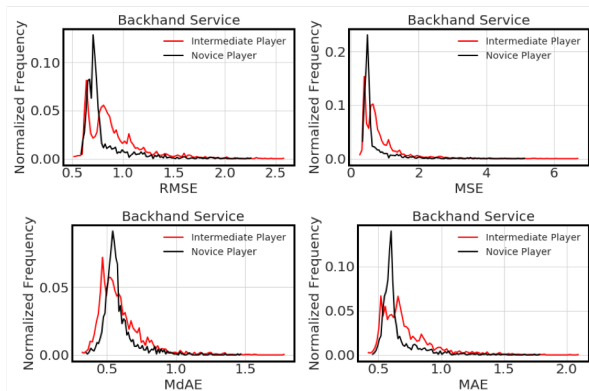 Backhand Service
Normalized Frequency
0.10
0.05
0.00
Intermediate Player
Novice Player
0.5 1.0 1.5 2.0 2.5
RMSE
Backhand Service
Normalized Frequency
0.2
0.1
0.0
Intermediate Player
Novice Player
0 2 4 6
MSE
Backhand Service
Normalized Frequency
0.05
0.00
Intermediate Player
Novice Player
0.5 1.0 1.5
MdAE
Backhand Service
Normalized Frequency
0.10
0.05
0.00
Intermediate Player
Novice Player
0.5 1.0 1.5 2.0
MAE